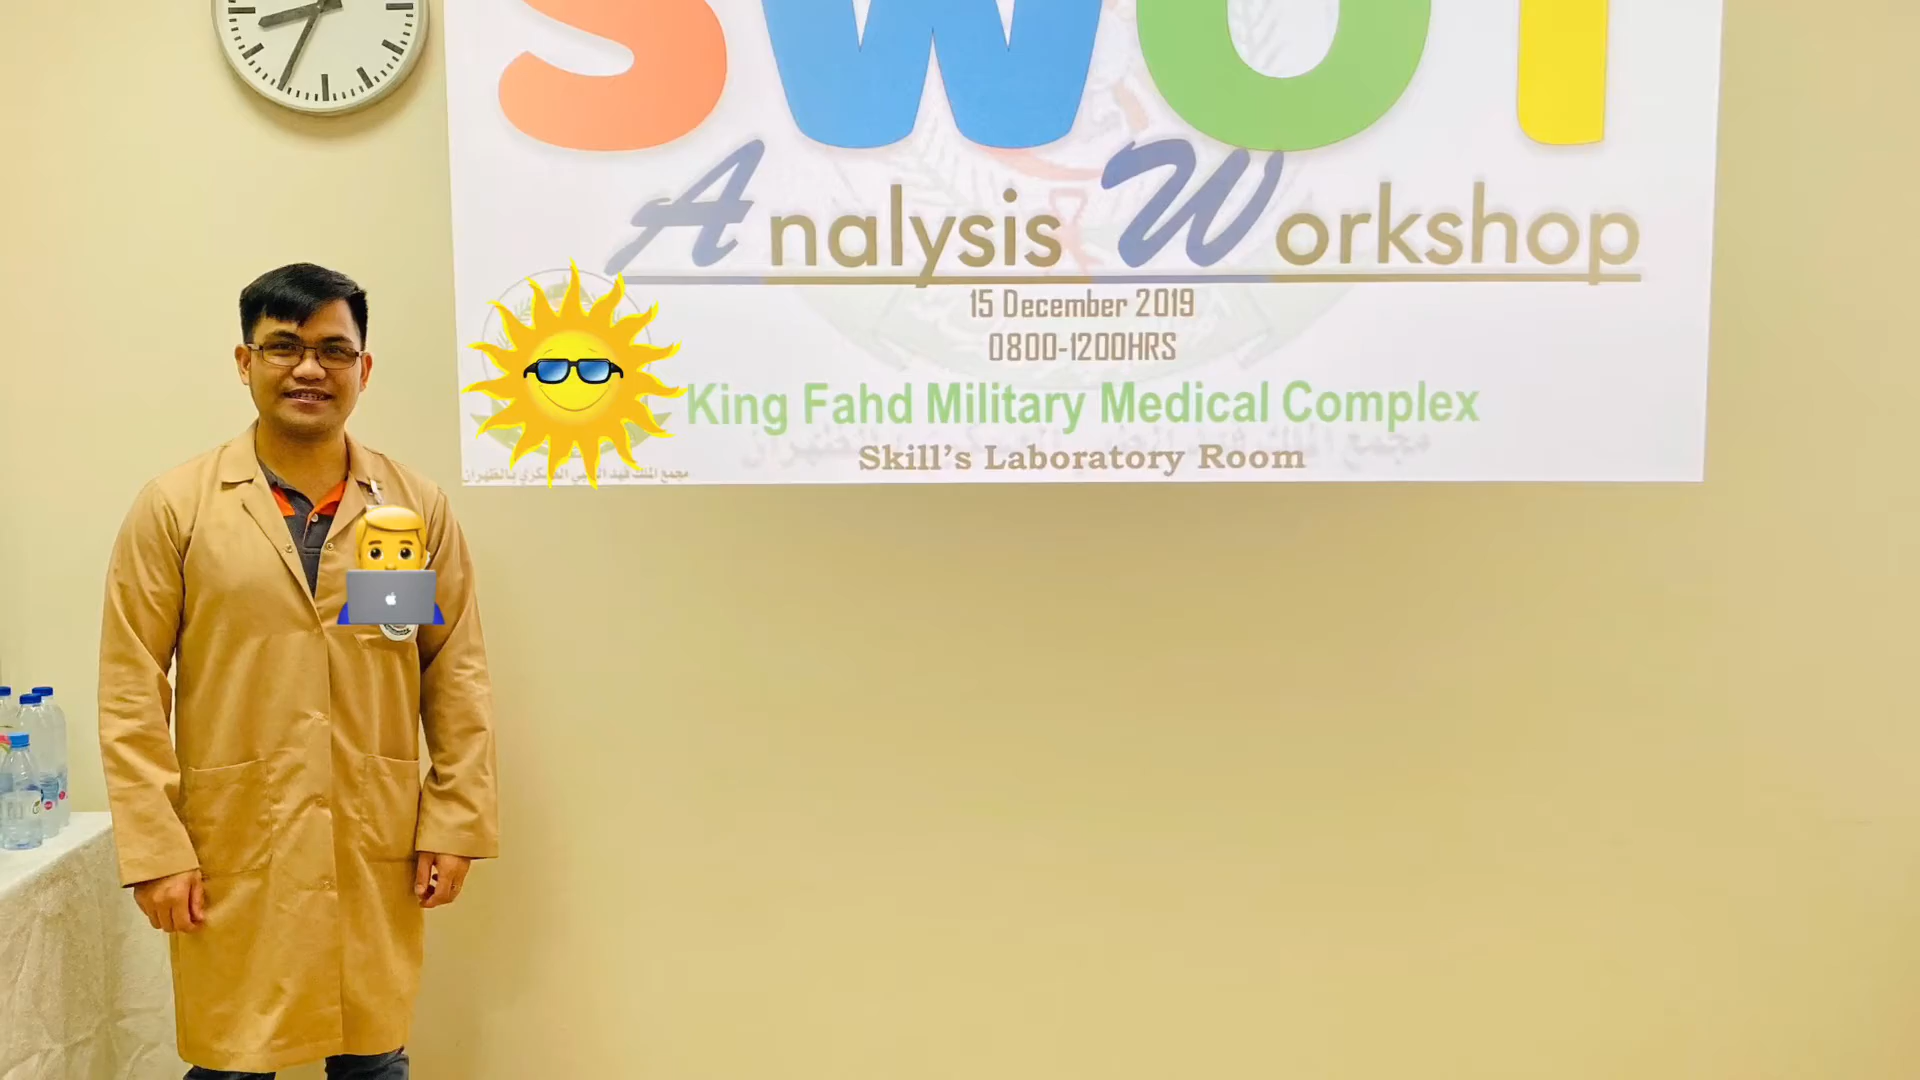 SWOT
Analysis Workshop
15 December 2019
0800-1200HRS
King Fahd Military Medical Complex
Skill's Laboratory Room